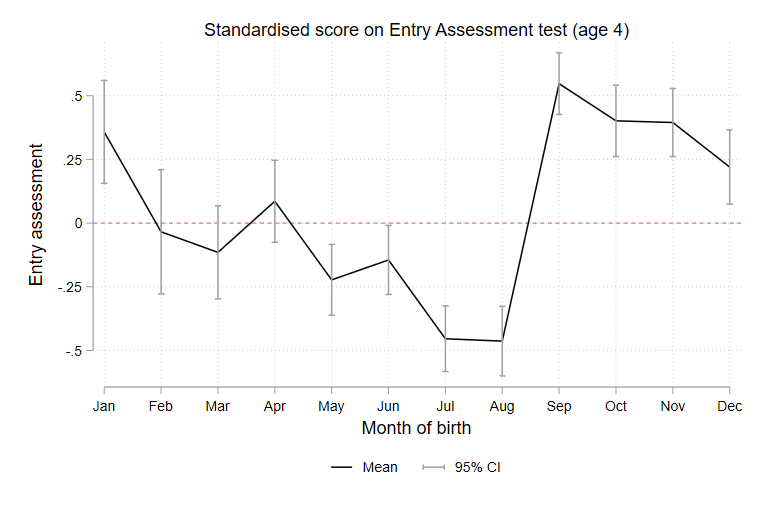 Standardised score on Entry Assessment test (age 4)
Entry assessment
.5
.25
0
-.25
-.5
Jan Feb Mar Apr May Jun Jul Aug Sep Oct Nov Dec
Month of birth
Mean 95% CI